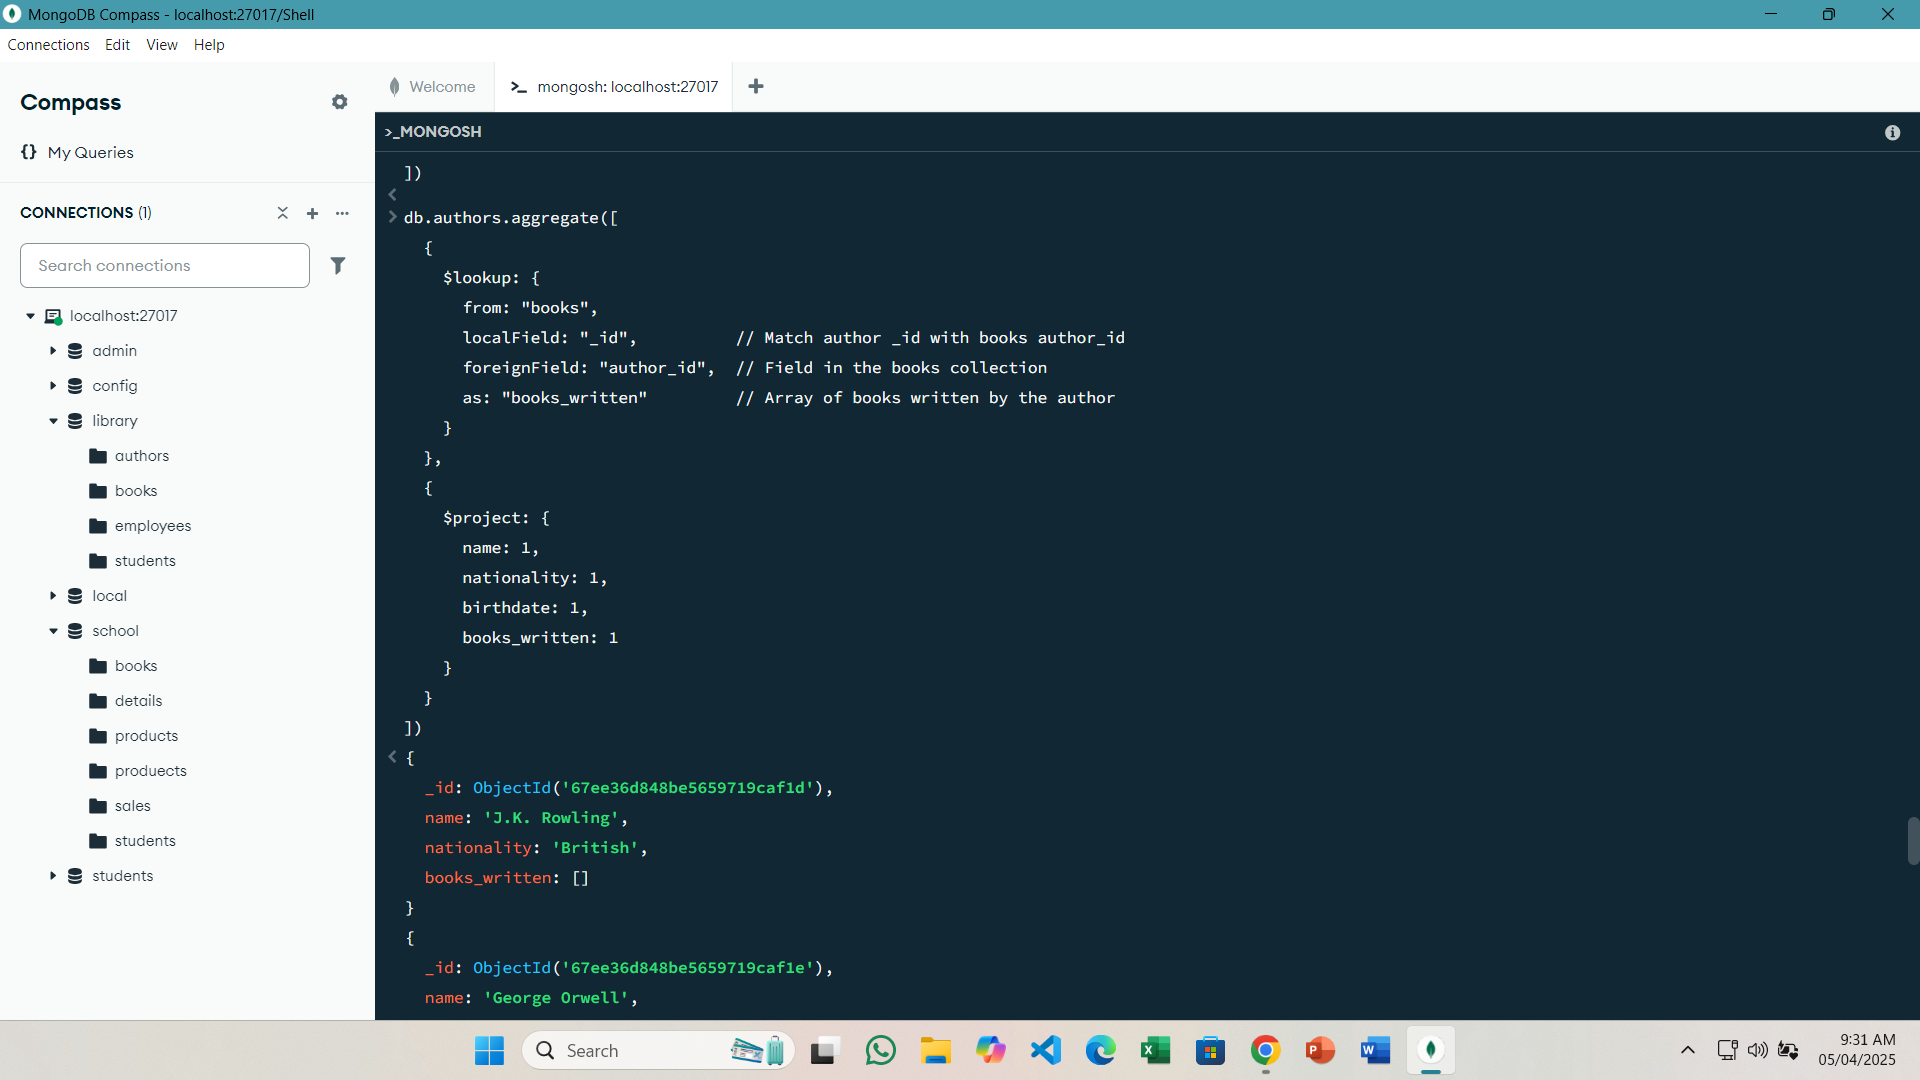 MongoDB Compass - localhost:27017/Shell
Connections Edit View Help
Compass
My Queries
CONNECTIONS (1)
Search connections
localhost:27017
admin
config
library
authors
books
employees
students
local
school
books
details
products
produects
sales
students
students
Welcome
mongosh: localhost:27017
>_MONGOSH
])
db.authors.aggregate([
{
$lookup: {
from: "books",
localField: "_id", // Match author _id with books author_id
foreignField: "author_id", // Field in the books collection
as: "books_written" // Array of books written by the author
}
},
{
$project: {
name: 1,
nationality: 1,
birthdate: 1,
books_written: 1
}
}
])
{
_id: ObjectId('67ee36d848be5659719caf1d'),
name: 'J.K. Rowling',
nationality: 'British',
books_written: []
}
{
_id: ObjectId('67ee36d848be5659719caf1e'),
name: 'George Orwell',
Search
9:31 AM
05/04/2025